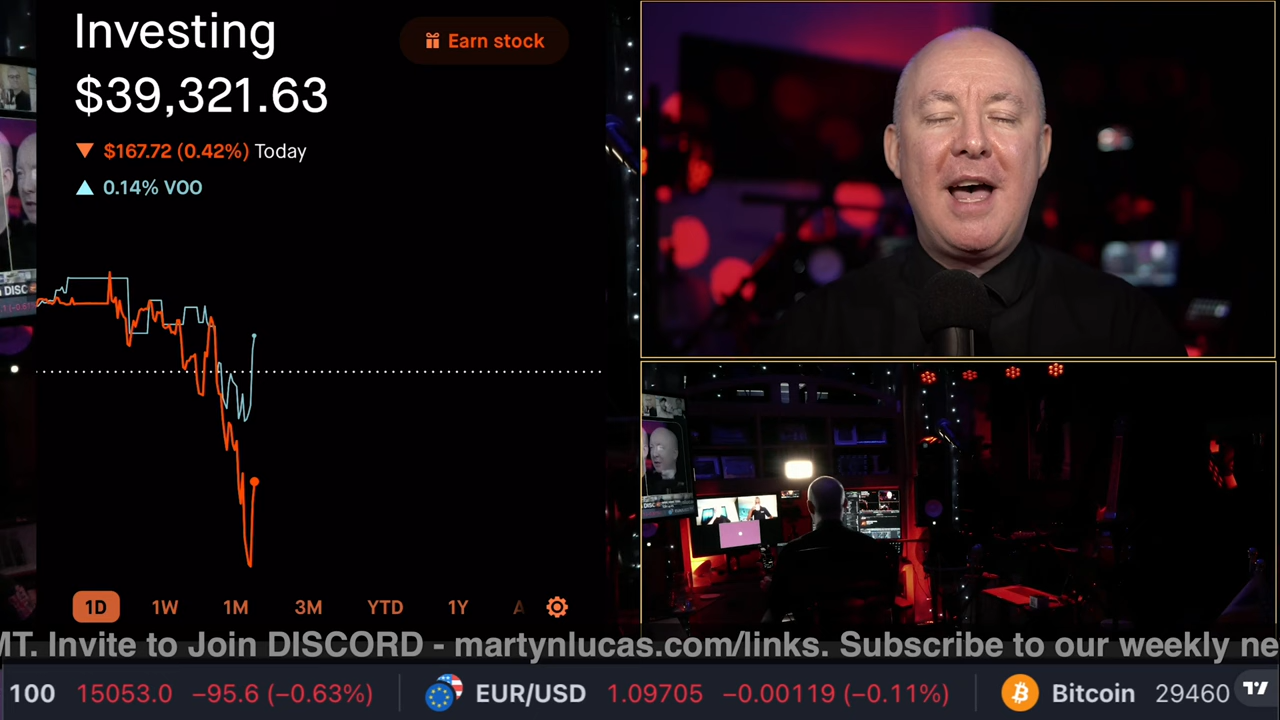 Investing
Earn stock
$39,321.63
▼ $167.72 (0.42%) Today
▲ 0.14% VOO
DISC
1D 1W 1M 3M YTD 1Y A
MT. Invite to Join DISCORD - martynlucas.com/links. Subscribe to our weekly ne
100 15053.0 −95.6 (−0.63%) EUR/USD 1.09705 −0.00119 (−0.11%) Bitcoin 29460